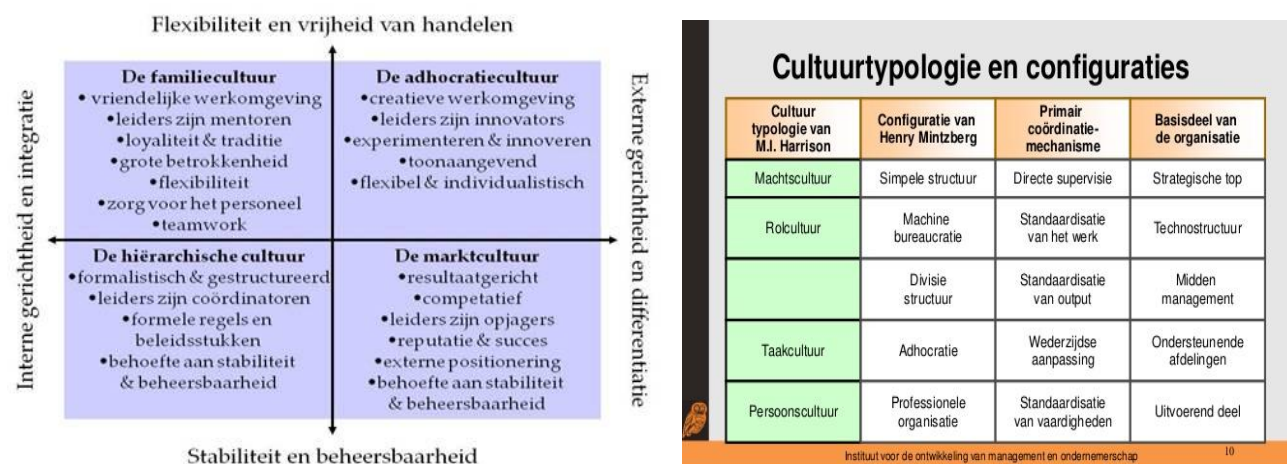 Flexibiliteit en vrijheid van handelen
Interne gerichtheid en integratie
De familiecultuur
•vriendelijke werkomgeving
•leiders zijn mentoren
•loyaliteit & traditie
•grote betrokkenheid
•flexibiliteit
•zorg voor het personeel
•teamwork
De adhocratiecultuur
•creatieve werkomgeving
•leiders zijn innovators
•experimenteren & innoveren
•toonaangevend
•flexibel & individualistisch
De hiërarchische cultuur
•formalistisch & gestructureerd
•leiders zijn coördinatoren
•formele regels en
beleidsstukken
•behoefte aan stabiliteit
& beheersbaarheid
De marktcultuur
•resultaatgericht
•competatief
•leiders zijn opjagers
•reputatie & succes
•externe positionering
•behoefte aan stabiliteit
& beheersbaarheid
Externe gerichtheid en differentiatie
Stabiliteit en beheersbaarheid
Cultuurtypologie en configuraties
Cultuur
typologie van
M.I. Harrison
Configuratie van
Henry Mintzberg
Primair
coördinatie-
mechanisme
Basisdeel van
de organisatie
Machtscultuur
Simpele structuur
Directe supervisie
Strategische top
Rolcultuur
Machine
bureaucratie
Standaardisatie
van het werk
Technostructuur
Divisie
structuur
Standaardisatie
van output
Midden
management
Taakcultuur
Adhocratie
Wederzijdse
aanpassing
Ondersteunende
afdelingen
Persoonscultuur
Professionele
organisatie
Standaardisatie
van vaardigheden
Uitvoerend deel
Instituut voor de ontwikkeling van management en ondernemerschap
10